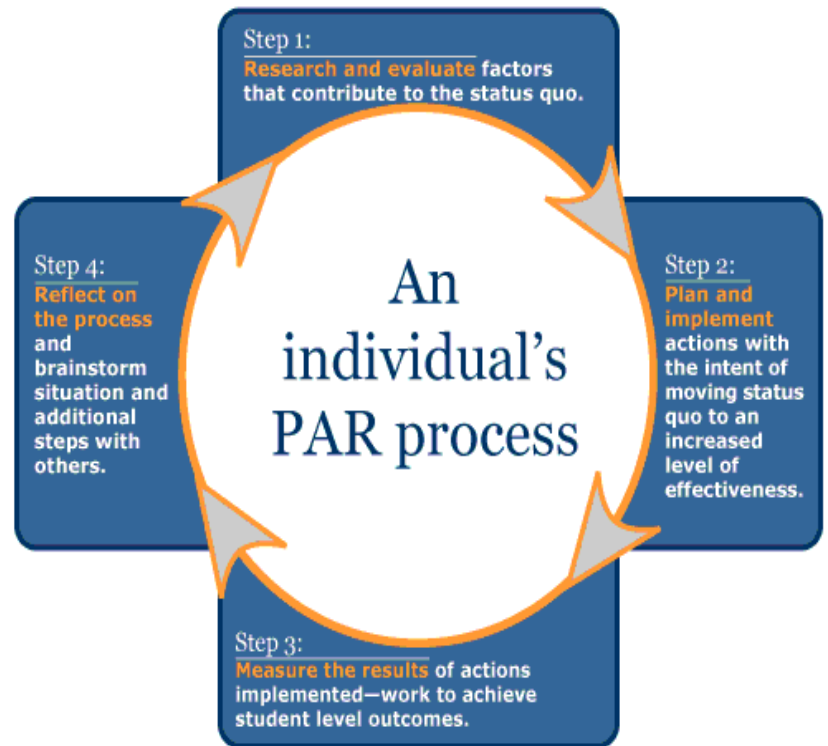 Step 1:
Research and evaluate factors
that contribute to the status quo.
An
individual's
PAR process
Step 2:
Plan and
implement
actions with
the intent of
moving status
quo to an
increased
level of
effectiveness.
Step 3:
Measure the results of actions
implemented—work to achieve
student level outcomes.
Step 4:
Reflect on
the process
and
brainstorm
situation and
additional
steps with
others.